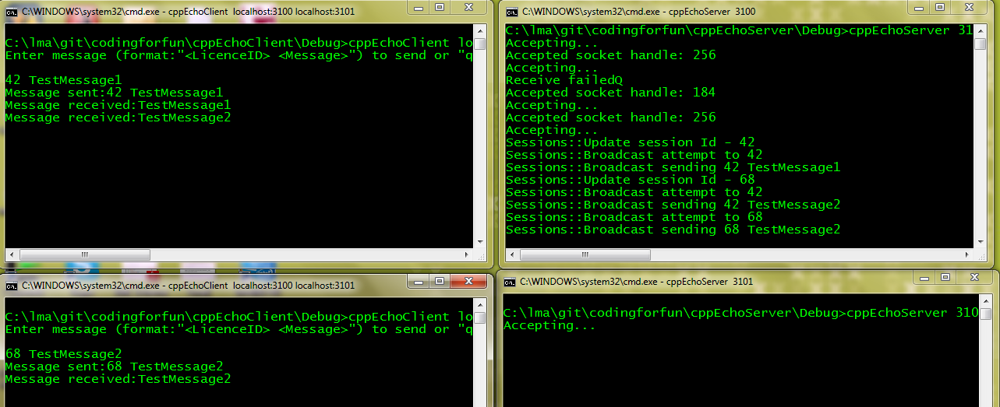 C:\WINDOWS\system32\cmd.exe - cppEchoClient localhost:3100 localhost:3101
C:\lma\git\codingforfun\cppEchoClient\Debug>cppEchoClient lo
Enter message (format:"<LicenceID> <Message>") to send or "q
42 TestMessage1
Message sent:42 TestMessage1
Message received:TestMessage1
Message received:TestMessage2
C:\WINDOWS\system32\cmd.exe - cppEchoServer 3100
C:\lma\git\codingforfun\cppEchoServer\Debug>cppEchoServer 31
Accepting...
Accepted socket handle: 256
Accepting...
Receive failedQ
Accepted socket handle: 184
Accepting...
Accepted socket handle: 256
Accepting...
Sessions::Update session Id - 42
Sessions::Broadcast attempt to 42
Sessions::Broadcast sending 42 TestMessage1
Sessions::Update session Id - 68
Sessions::Broadcast attempt to 42
Sessions::Broadcast sending 42 TestMessage2
Sessions::Broadcast attempt to 68
Sessions::Broadcast sending 68 TestMessage2
C:\WINDOWS\system32\cmd.exe - cppEchoClient localhost:3100 localhost:3101
C:\lma\git\codingforfun\cppEchoClient\Debug>cppEchoClient lo
Enter message (format:"<LicenceID> <Message>") to send or "q
68 TestMessage2
Message sent:68 TestMessage2
Message received:TestMessage2
C:\WINDOWS\system32\cmd.exe - cppEchoServer 3101
C:\lma\git\codingforfun\cppEchoServer\Debug>cppEchoServer 310
Accepting...